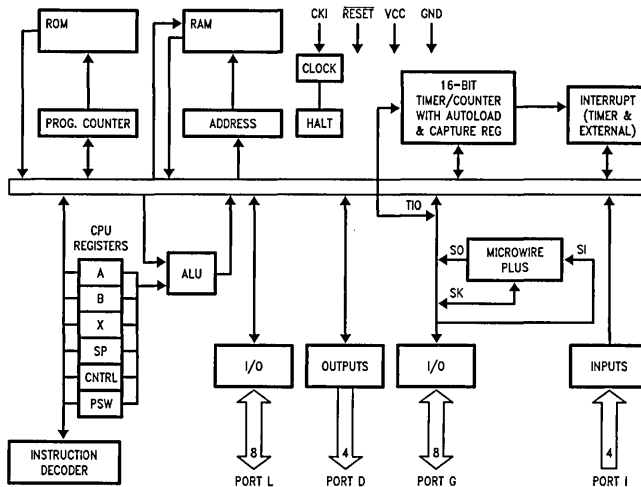 ROM
RAM
CKI
RESET
VCC
GND
CLOCK
HALT
16-BIT
TIMER/COUNTER
WITH AUTOLOAD
& CAPTURE REG
INTERRUPT
(TIMER &
EXTERNAL)
PROG. COUNTER
ADDRESS
TIO
CPU
REGISTERS
A
B
X
SP
CNTRL
PSW
ALU
SO
MICROWIRE
PLUS
SI
SK
I/O
OUTPUTS
I/O
INPUTS
INSTRUCTION
DECODER
8
4
8
4
PORT L
PORT D
PORT G
PORT I